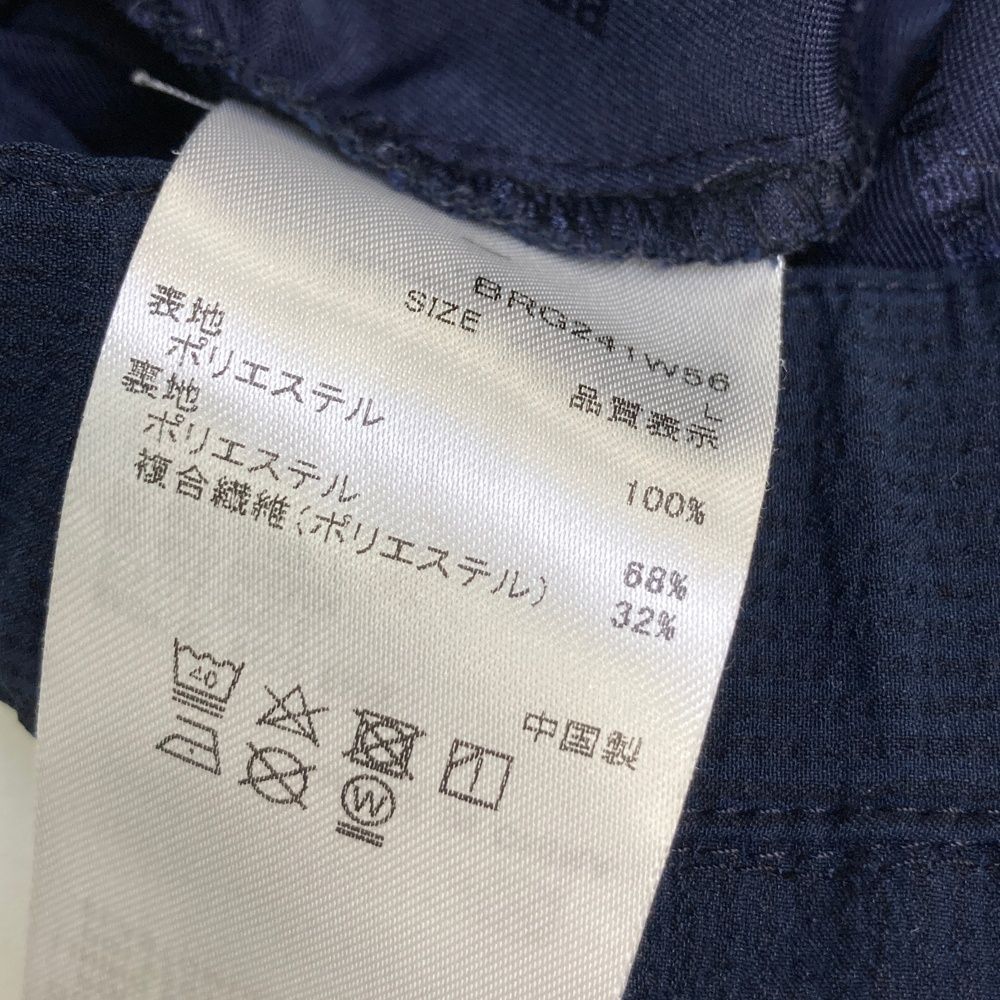 BRG241W56
SIZE L
品質表示
表地
ポリエステル 100%
裏地
ポリエステル 68%
複合繊維(ポリエステル) 32%
中国製
40
W